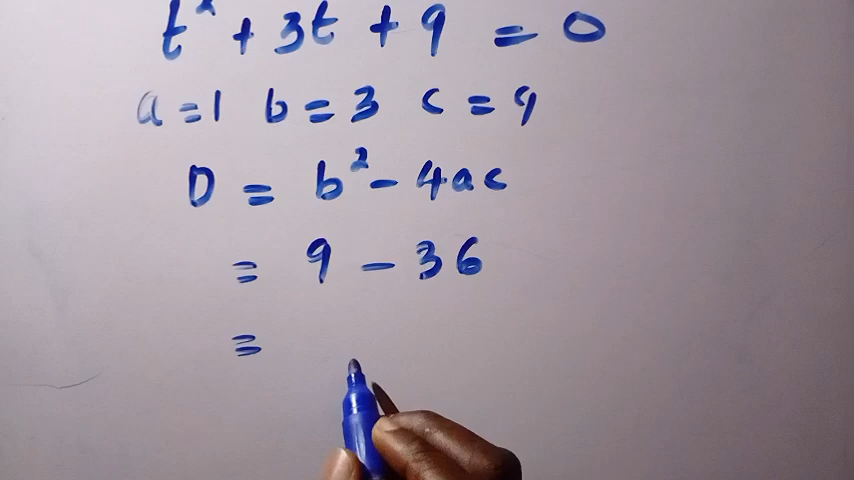 t² + 3t + 9 = 0
a = 1 b = 3 c = 9
D = b² - 4ac
= 9 - 36
=